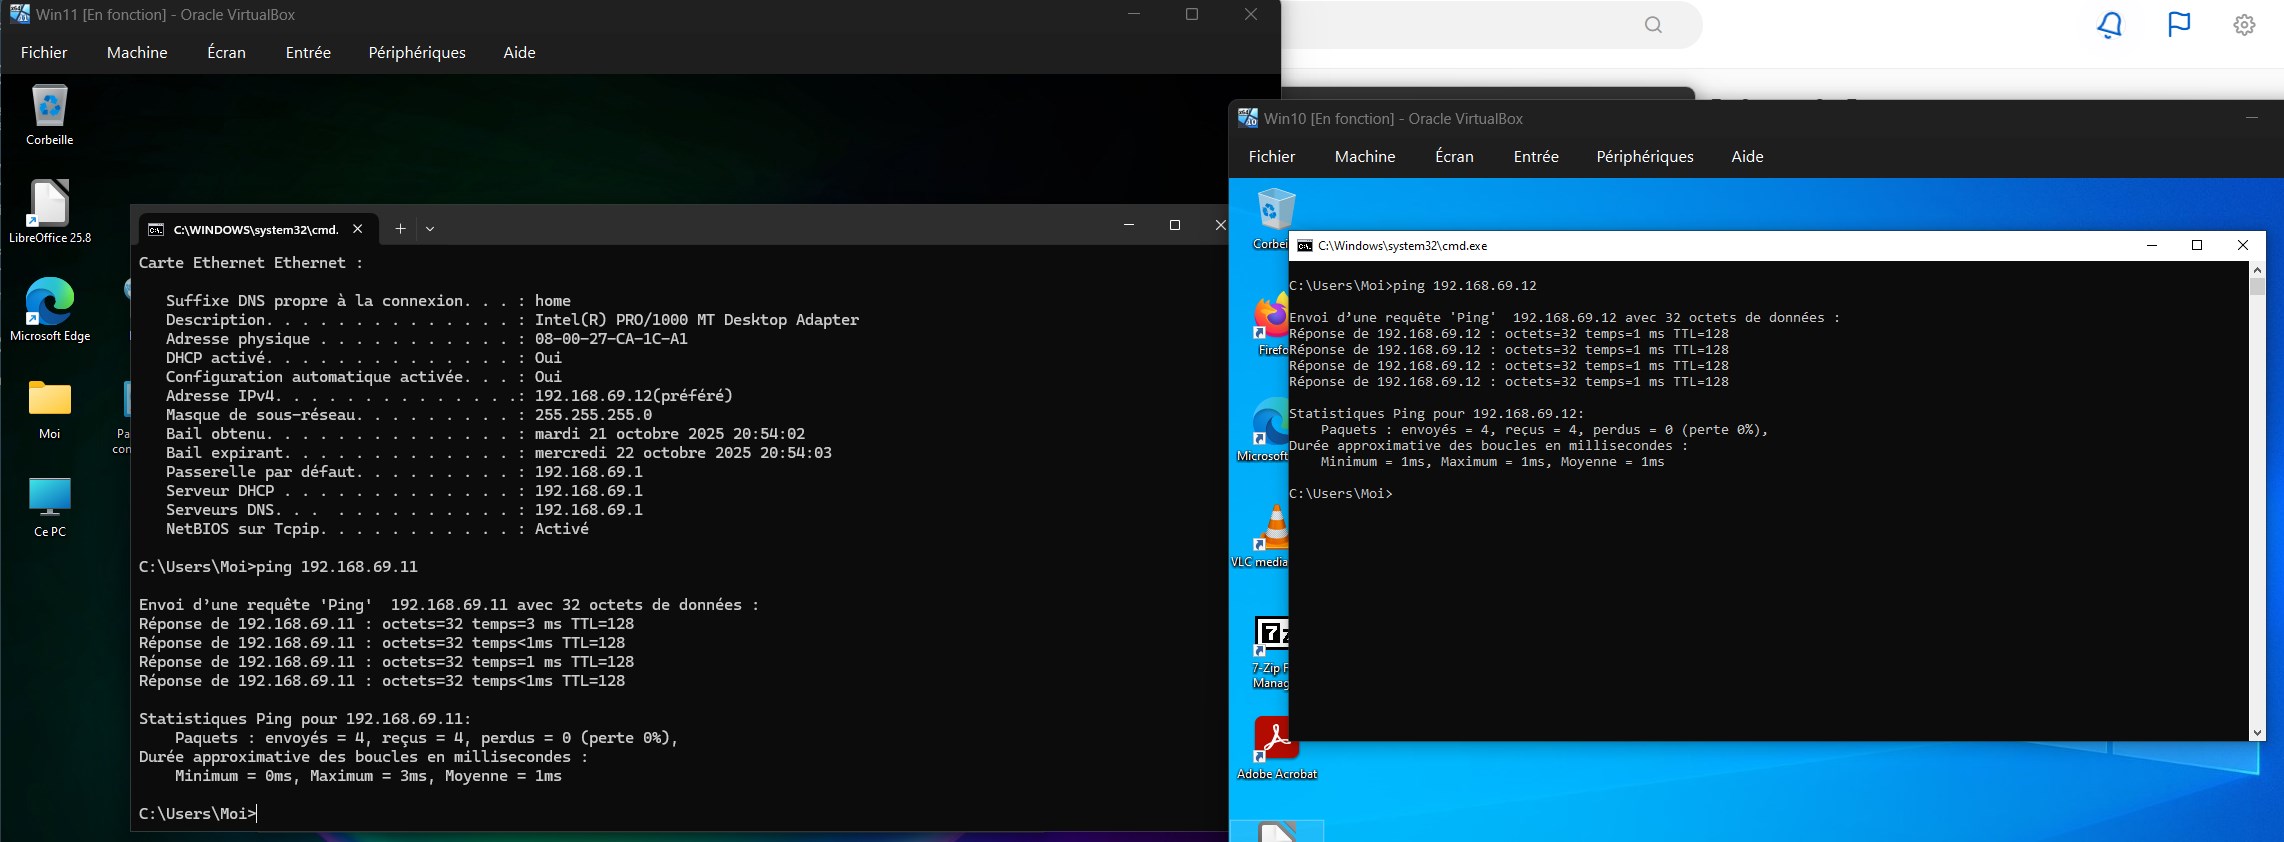 Win11 [En fonction] - Oracle VirtualBox
Fichier Machine Écran Entrée Périphériques Aide
Corbeille
LibreOffice 25.8
Microsoft Edge
Moi
Ce PC
C:\WINDOWS\system32\cmd.
Carte Ethernet Ethernet :
Suffixe DNS propre à la connexion. . . : home
Description. . . . . . . . . . . . . . : Intel(R) PRO/1000 MT Desktop Adapter
Adresse physique . . . . . . . . . . . : 08-00-27-CA-1C-A1
DHCP activé. . . . . . . . . . . . . . : Oui
Configuration automatique activée. . . : Oui
Adresse IPv4. . . . . . . . . . . . . .: 192.168.69.12(préféré)
Masque de sous-réseau. . . . . . . . . : 255.255.255.0
Bail obtenu. . . . . . . . . . . . . . : mardi 21 octobre 2025 20:54:02
Bail expirant. . . . . . . . . . . . . : mercredi 22 octobre 2025 20:54:03
Passerelle par défaut. . . . . . . . . : 192.168.69.1
Serveur DHCP . . . . . . . . . . . . . : 192.168.69.1
Serveurs DNS. . .  . . . . . . . . . . : 192.168.69.1
NetBIOS sur Tcpip. . . . . . . . . . . : Activé
C:\Users\Moi>ping 192.168.69.11
Envoi d’une requête 'Ping'  192.168.69.11 avec 32 octets de données :
Réponse de 192.168.69.11 : octets=32 temps=3 ms TTL=128
Réponse de 192.168.69.11 : octets=32 temps<1ms TTL=128
Réponse de 192.168.69.11 : octets=32 temps=1 ms TTL=128
Réponse de 192.168.69.11 : octets=32 temps<1ms TTL=128
Statistiques Ping pour 192.168.69.11:
Paquets : envoyés = 4, reçus = 4, perdus = 0 (perte 0%),
Durée approximative des boucles en millisecondes :
Minimum = 0ms, Maximum = 3ms, Moyenne = 1ms
C:\Users\Moi>
Win10 [En fonction] - Oracle VirtualBox
Fichier Machine Écran Entrée Périphériques Aide
Corbei
Firefo
Microsoft
VLC media
7-Zip F
Manag
Adobe Acrobat
C:\Windows\system32\cmd.exe
C:\Users\Moi>ping 192.168.69.12
Envoi d’une requête 'Ping'  192.168.69.12 avec 32 octets de données :
Réponse de 192.168.69.12 : octets=32 temps=1 ms TTL=128
Réponse de 192.168.69.12 : octets=32 temps=1 ms TTL=128
Réponse de 192.168.69.12 : octets=32 temps=1 ms TTL=128
Réponse de 192.168.69.12 : octets=32 temps=1 ms TTL=128
Statistiques Ping pour 192.168.69.12:
Paquets : envoyés = 4, reçus = 4, perdus = 0 (perte 0%),
Durée approximative des boucles en millisecondes :
Minimum = 1ms, Maximum = 1ms, Moyenne = 1ms
C:\Users\Moi>